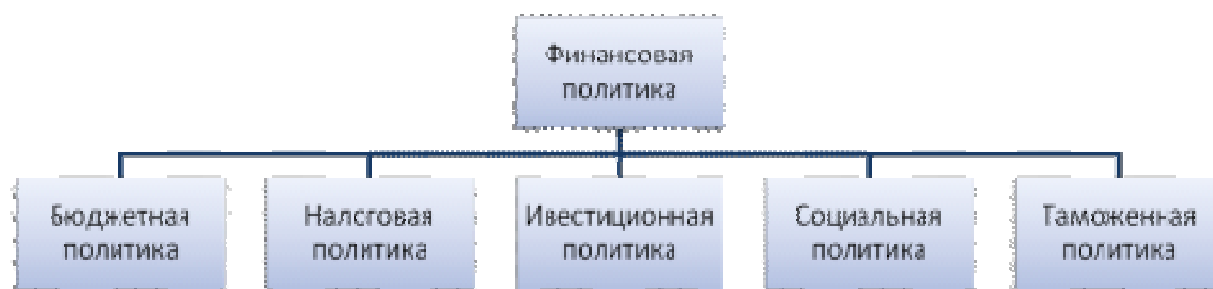 Финансовая
политика
Бюджетная
политика
Налоговая
политика
Ивестиционная
политика
Социальная
политика
Таможенная
политика